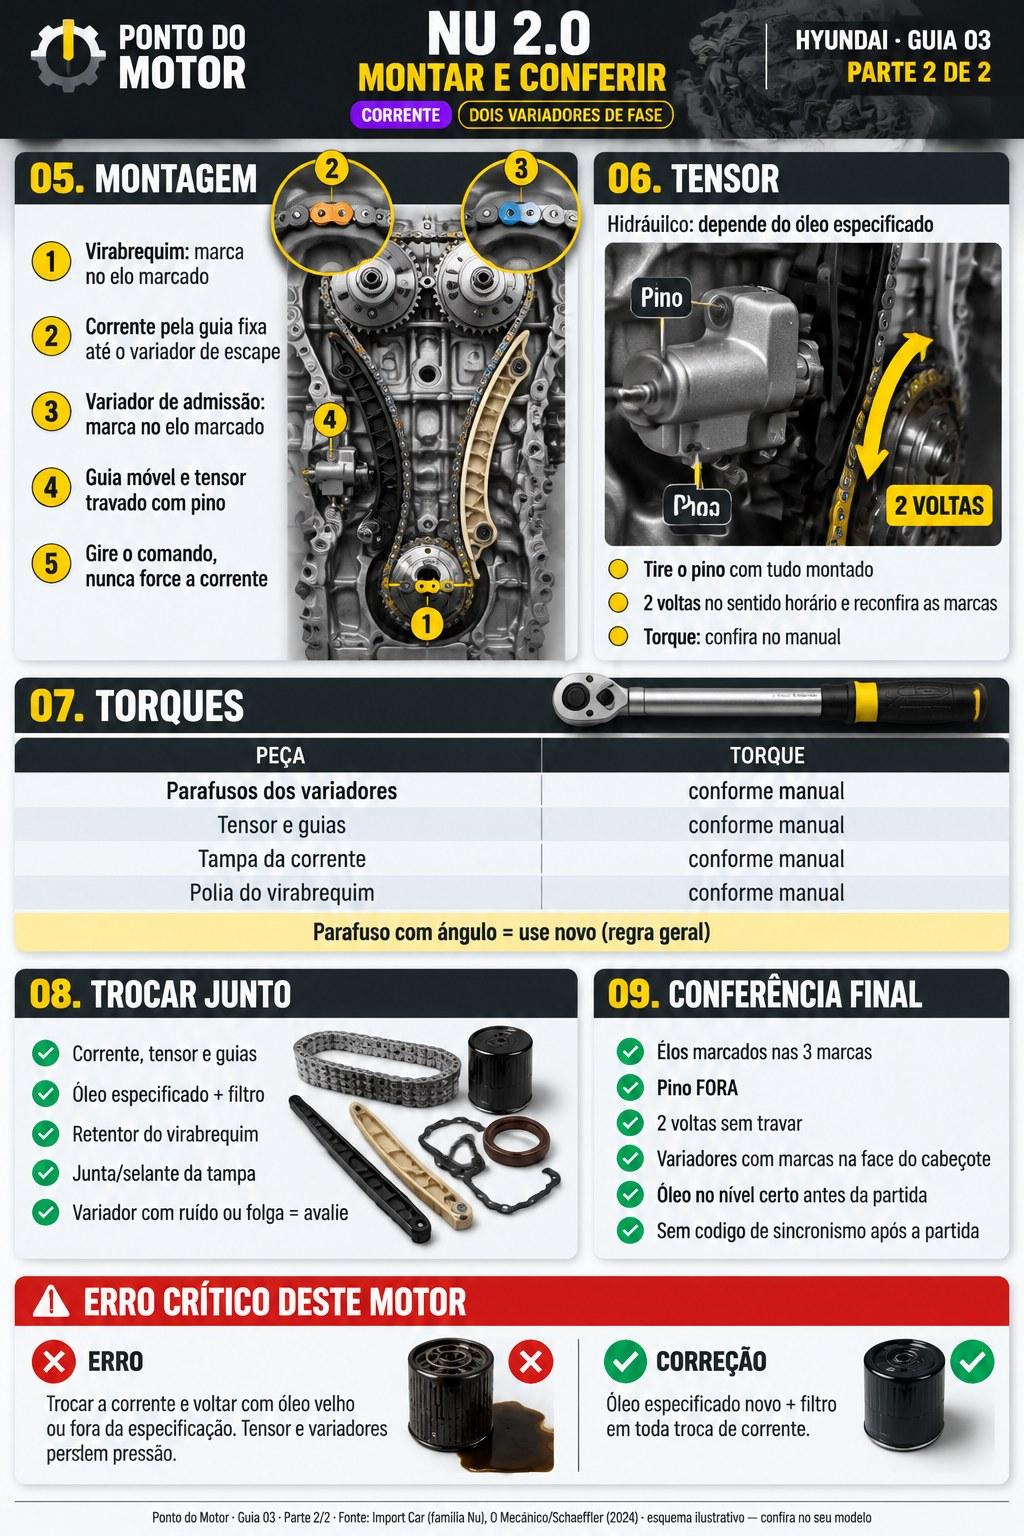 PONTO DO
MOTOR
NU 2.0
MONTAR E CONFERIR
CORRENTE
DOIS VARIADORES DE FASE
HYUNDAI · GUIA 03
PARTE 2 DE 2
05. MONTAGEM
1
Virabrequim: marca
no elo marcado
2
Corrente pela guia fixa
até o variador de escape
3
Variador de admissão:
marca no elo marcado
4
Guia móvel e tensor
travado com pino
5
Gire o comando,
nunca force a corrente
2
3
4
1
06. TENSOR
Hidráuilco: depende do óleo especificado
Pino
2 VOLTAS
Tire o pino com tudo montado
2 voltas no sentido horário e reconfira as marcas
Torque: confira no manual
07. TORQUES
PEÇA TORQUE
Parafusos dos variadores conforme manual
Tensor e guias conforme manual
Tampa da corrente conforme manual
Polia do virabrequim conforme manual
Parafuso com ángulo = use novo (regra geral)
08. TROCAR JUNTO
Corrente, tensor e guias
Óleo especificado + filtro
Retentor do virabrequim
Junta/selante da tampa
Variador com ruído ou folga = avalie
09. CONFERÊNCIA FINAL
Élos marcados nas 3 marcas
Pino FORA
2 voltas sem travar
Variadores com marcas na face do cabeçote
Óleo no nível certo antes da partida
Sem codigo de sincronismo após a partida
ERRO CRÍTICO DESTE MOTOR
ERRO
Trocar a corrente e voltar com óleo velho
ou fora da especificação. Tensor e variadores
pressão.
CORREÇÃO
Óleo especificado novo + filtro
em toda troca de corrente.
Ponto do Motor · Guia 03 · Parte 2/2 · Fonte: Import Car (família Nu), O Mecánico/Schaeffler (2024) · esquema ilustrativo — confira no seu modelo